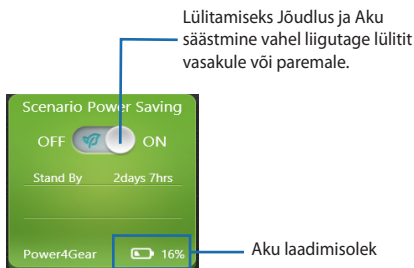 Lülitamiseks Jõudlus ja Aku
säästmine vahel liigutage lülitit
vasakule või paremale.
Scenario Power Saving
OFF ON
Stand By 2days 7hrs
Power4Gear 16%
Aku laadimisolek